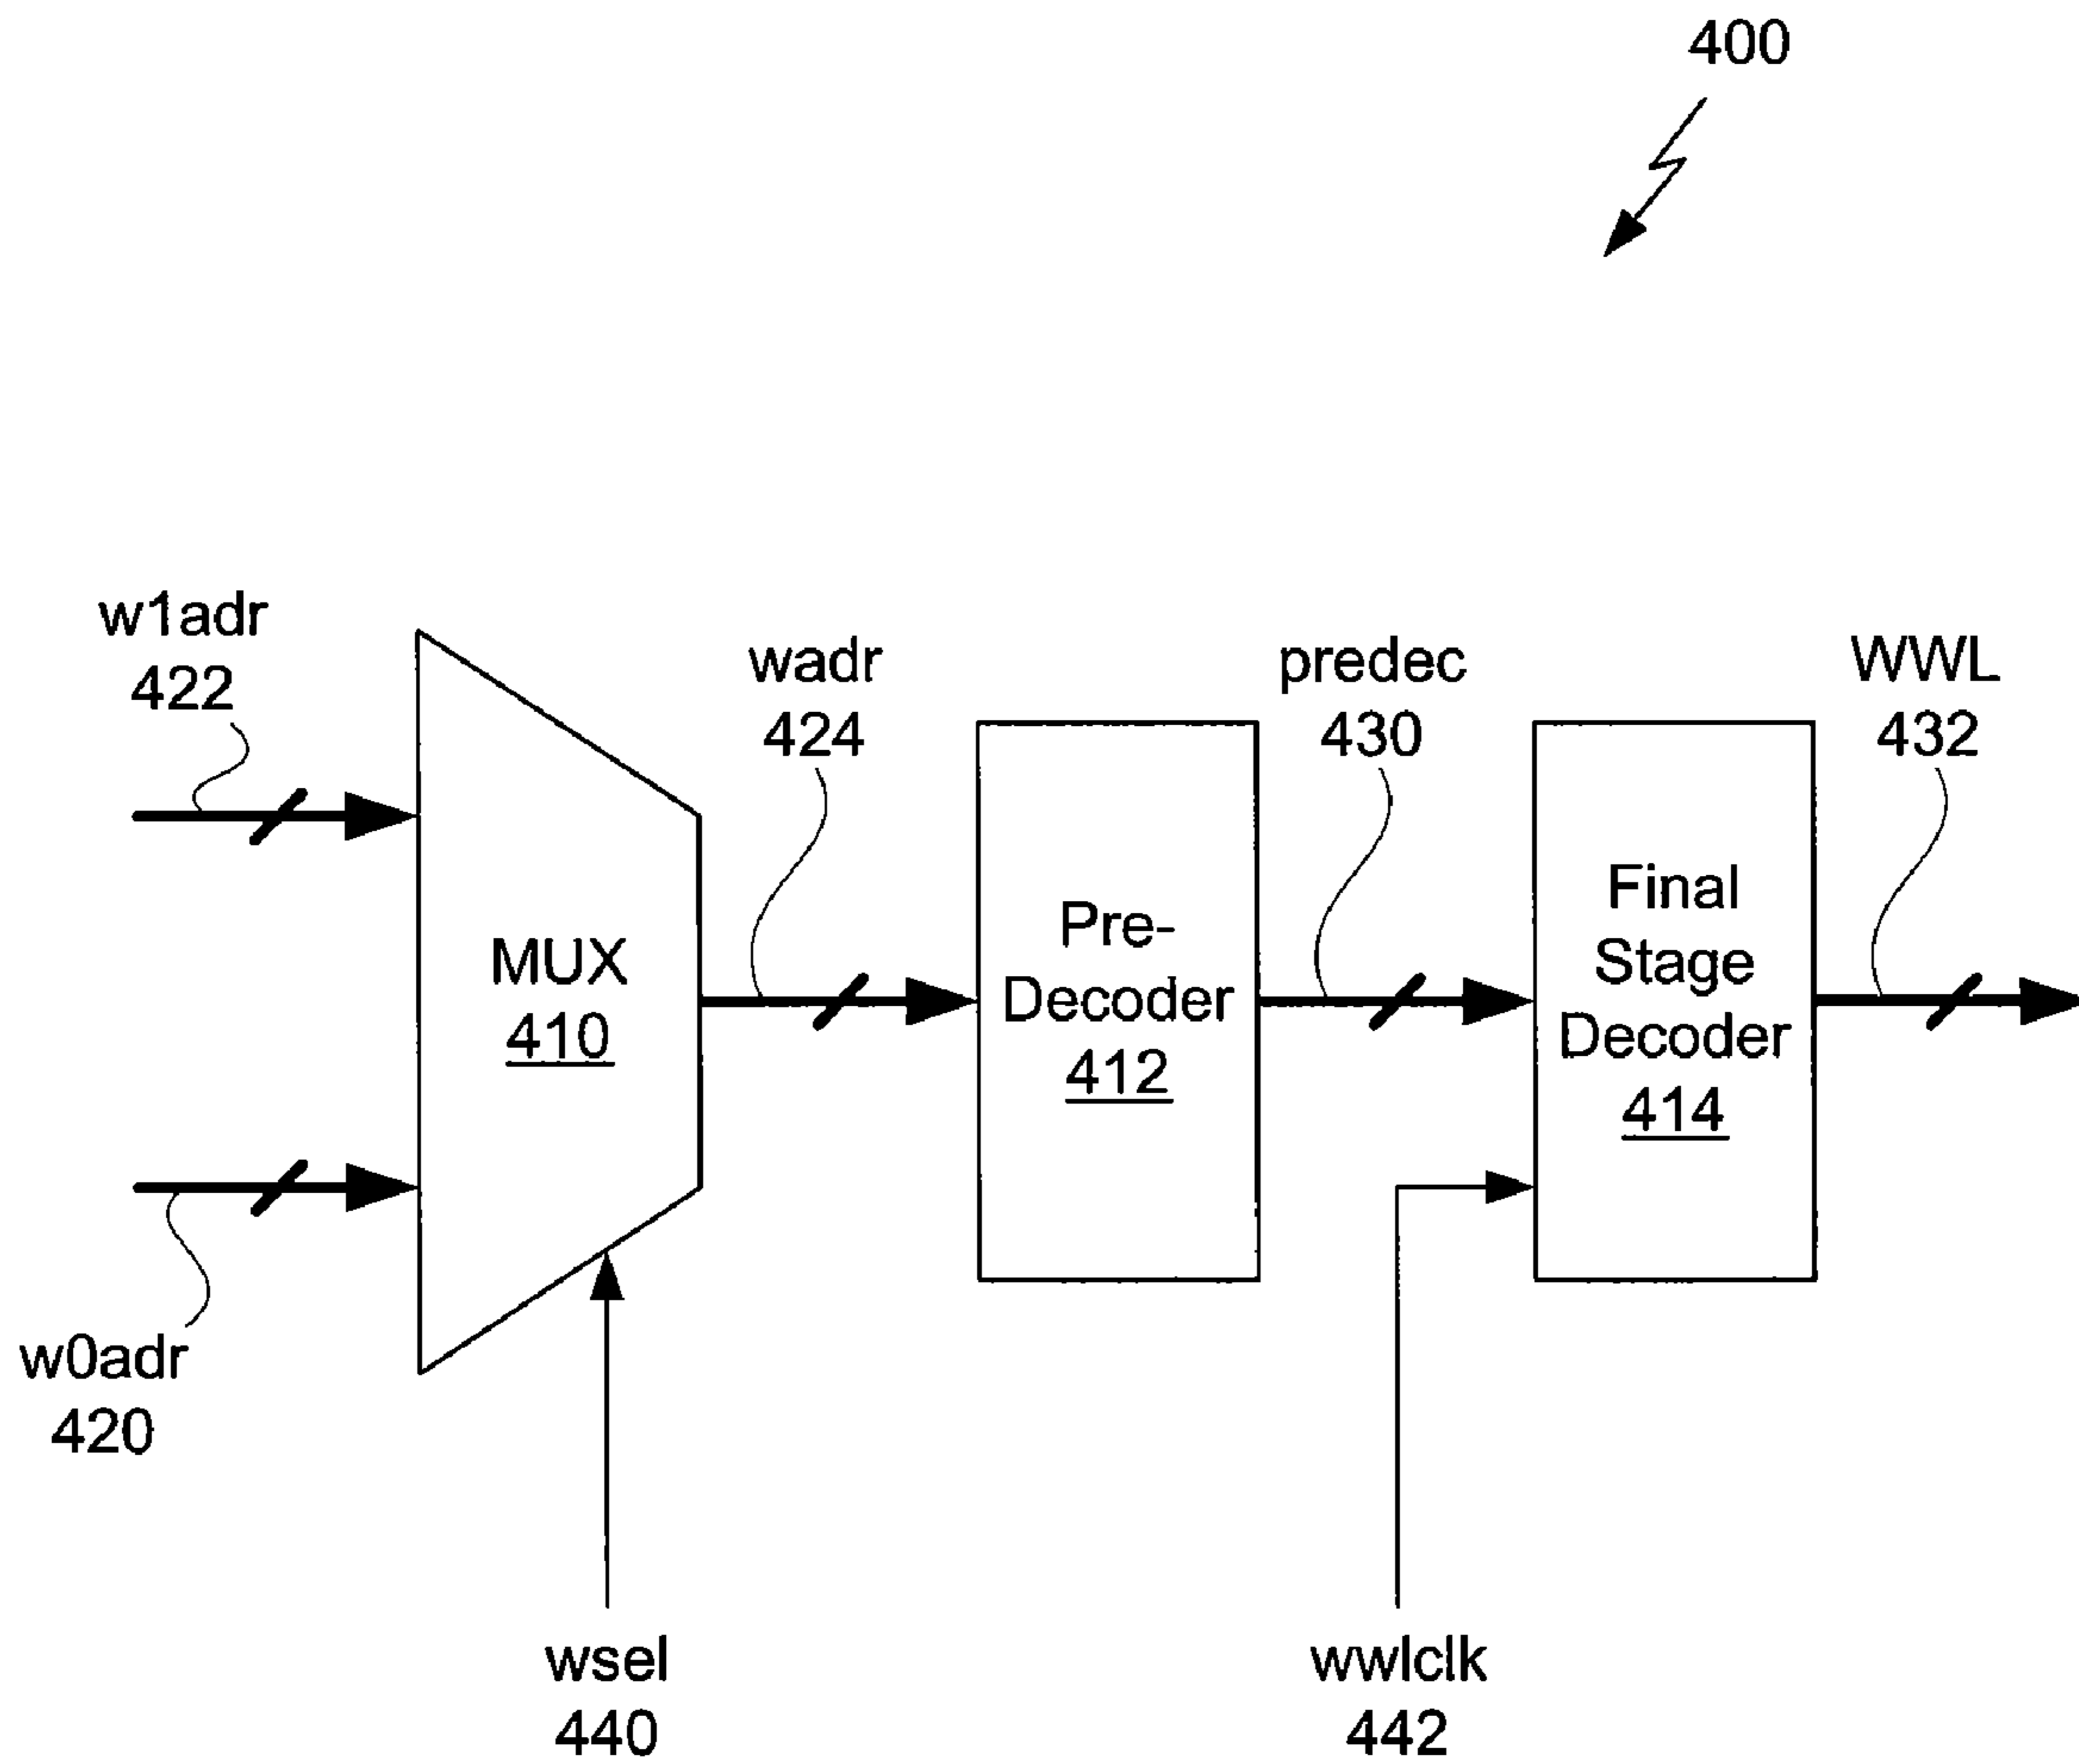 400
w1adr
422
wadr
424
predec
430
WWL
432
MUX
410
Pre-
Decoder
412
Final
Stage
Decoder
414
w0adr
420
wsel
440
wwlclk
442